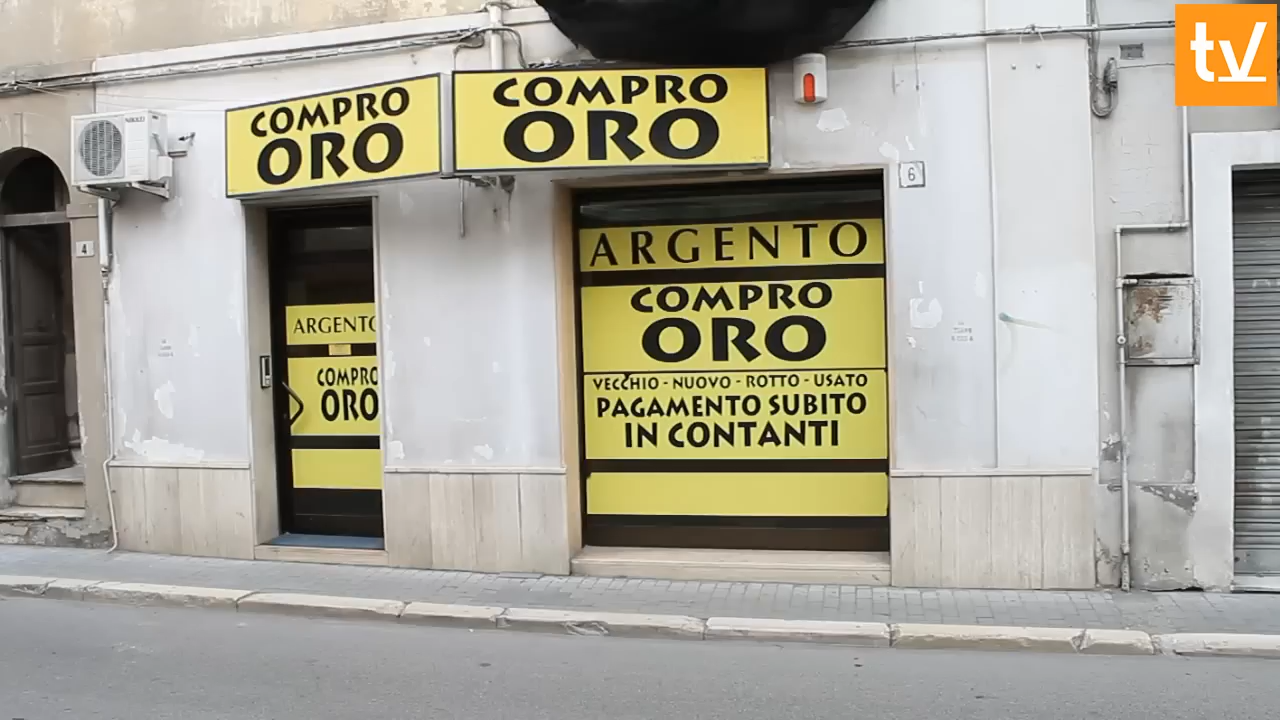 tv
COMPRO
ORO
COMPRO
ORO
NIKKEI
6
4
ARGENTO
COMPRO
ORO
VECCHIO - NUOVO - ROTTO - USATO
PAGAMENTO SUBITO
IN CONTANTI
ARGENTO
COMPRO
ORO